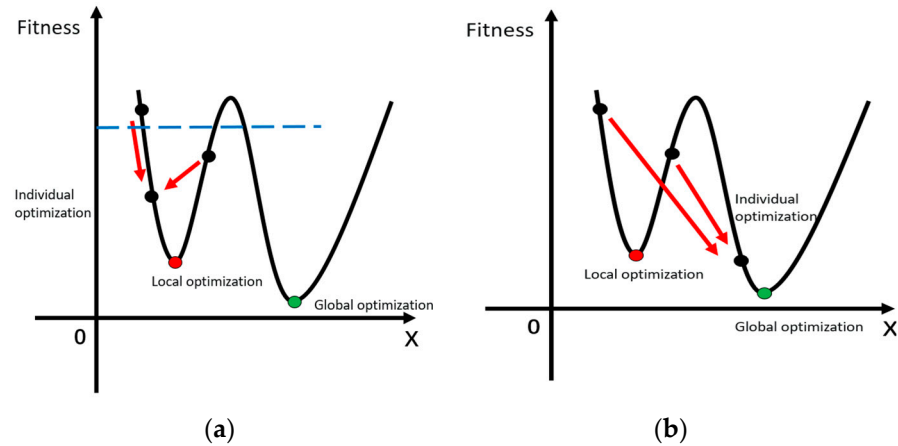 Fitness
Individual
optimization
Local optimization
Global optimization
0
X
(a)
Fitness
Individual
optimization
Local optimization
Global optimization
0
X
(b)